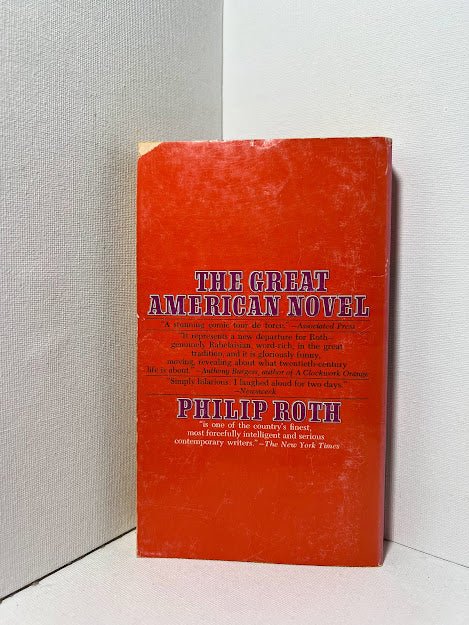 THE GREAT
AMERICAN NOVEL
"A stunning comic tour de force." —Associated Press
"It represents a new departure for Roth—
genuinely Rabelaisian, word-rich, in the great
tradition, and it is gloriously funny,
moving, revealing about what twentieth-century
life is about." —Anthony Burgess, author of A Clockwork Orange
"Simply hilarious. I laughed aloud for two days."
—Newsweek
PHILIP ROTH
"is one of the country's finest,
most forcefully intelligent and serious
contemporary writers." —The New York Times